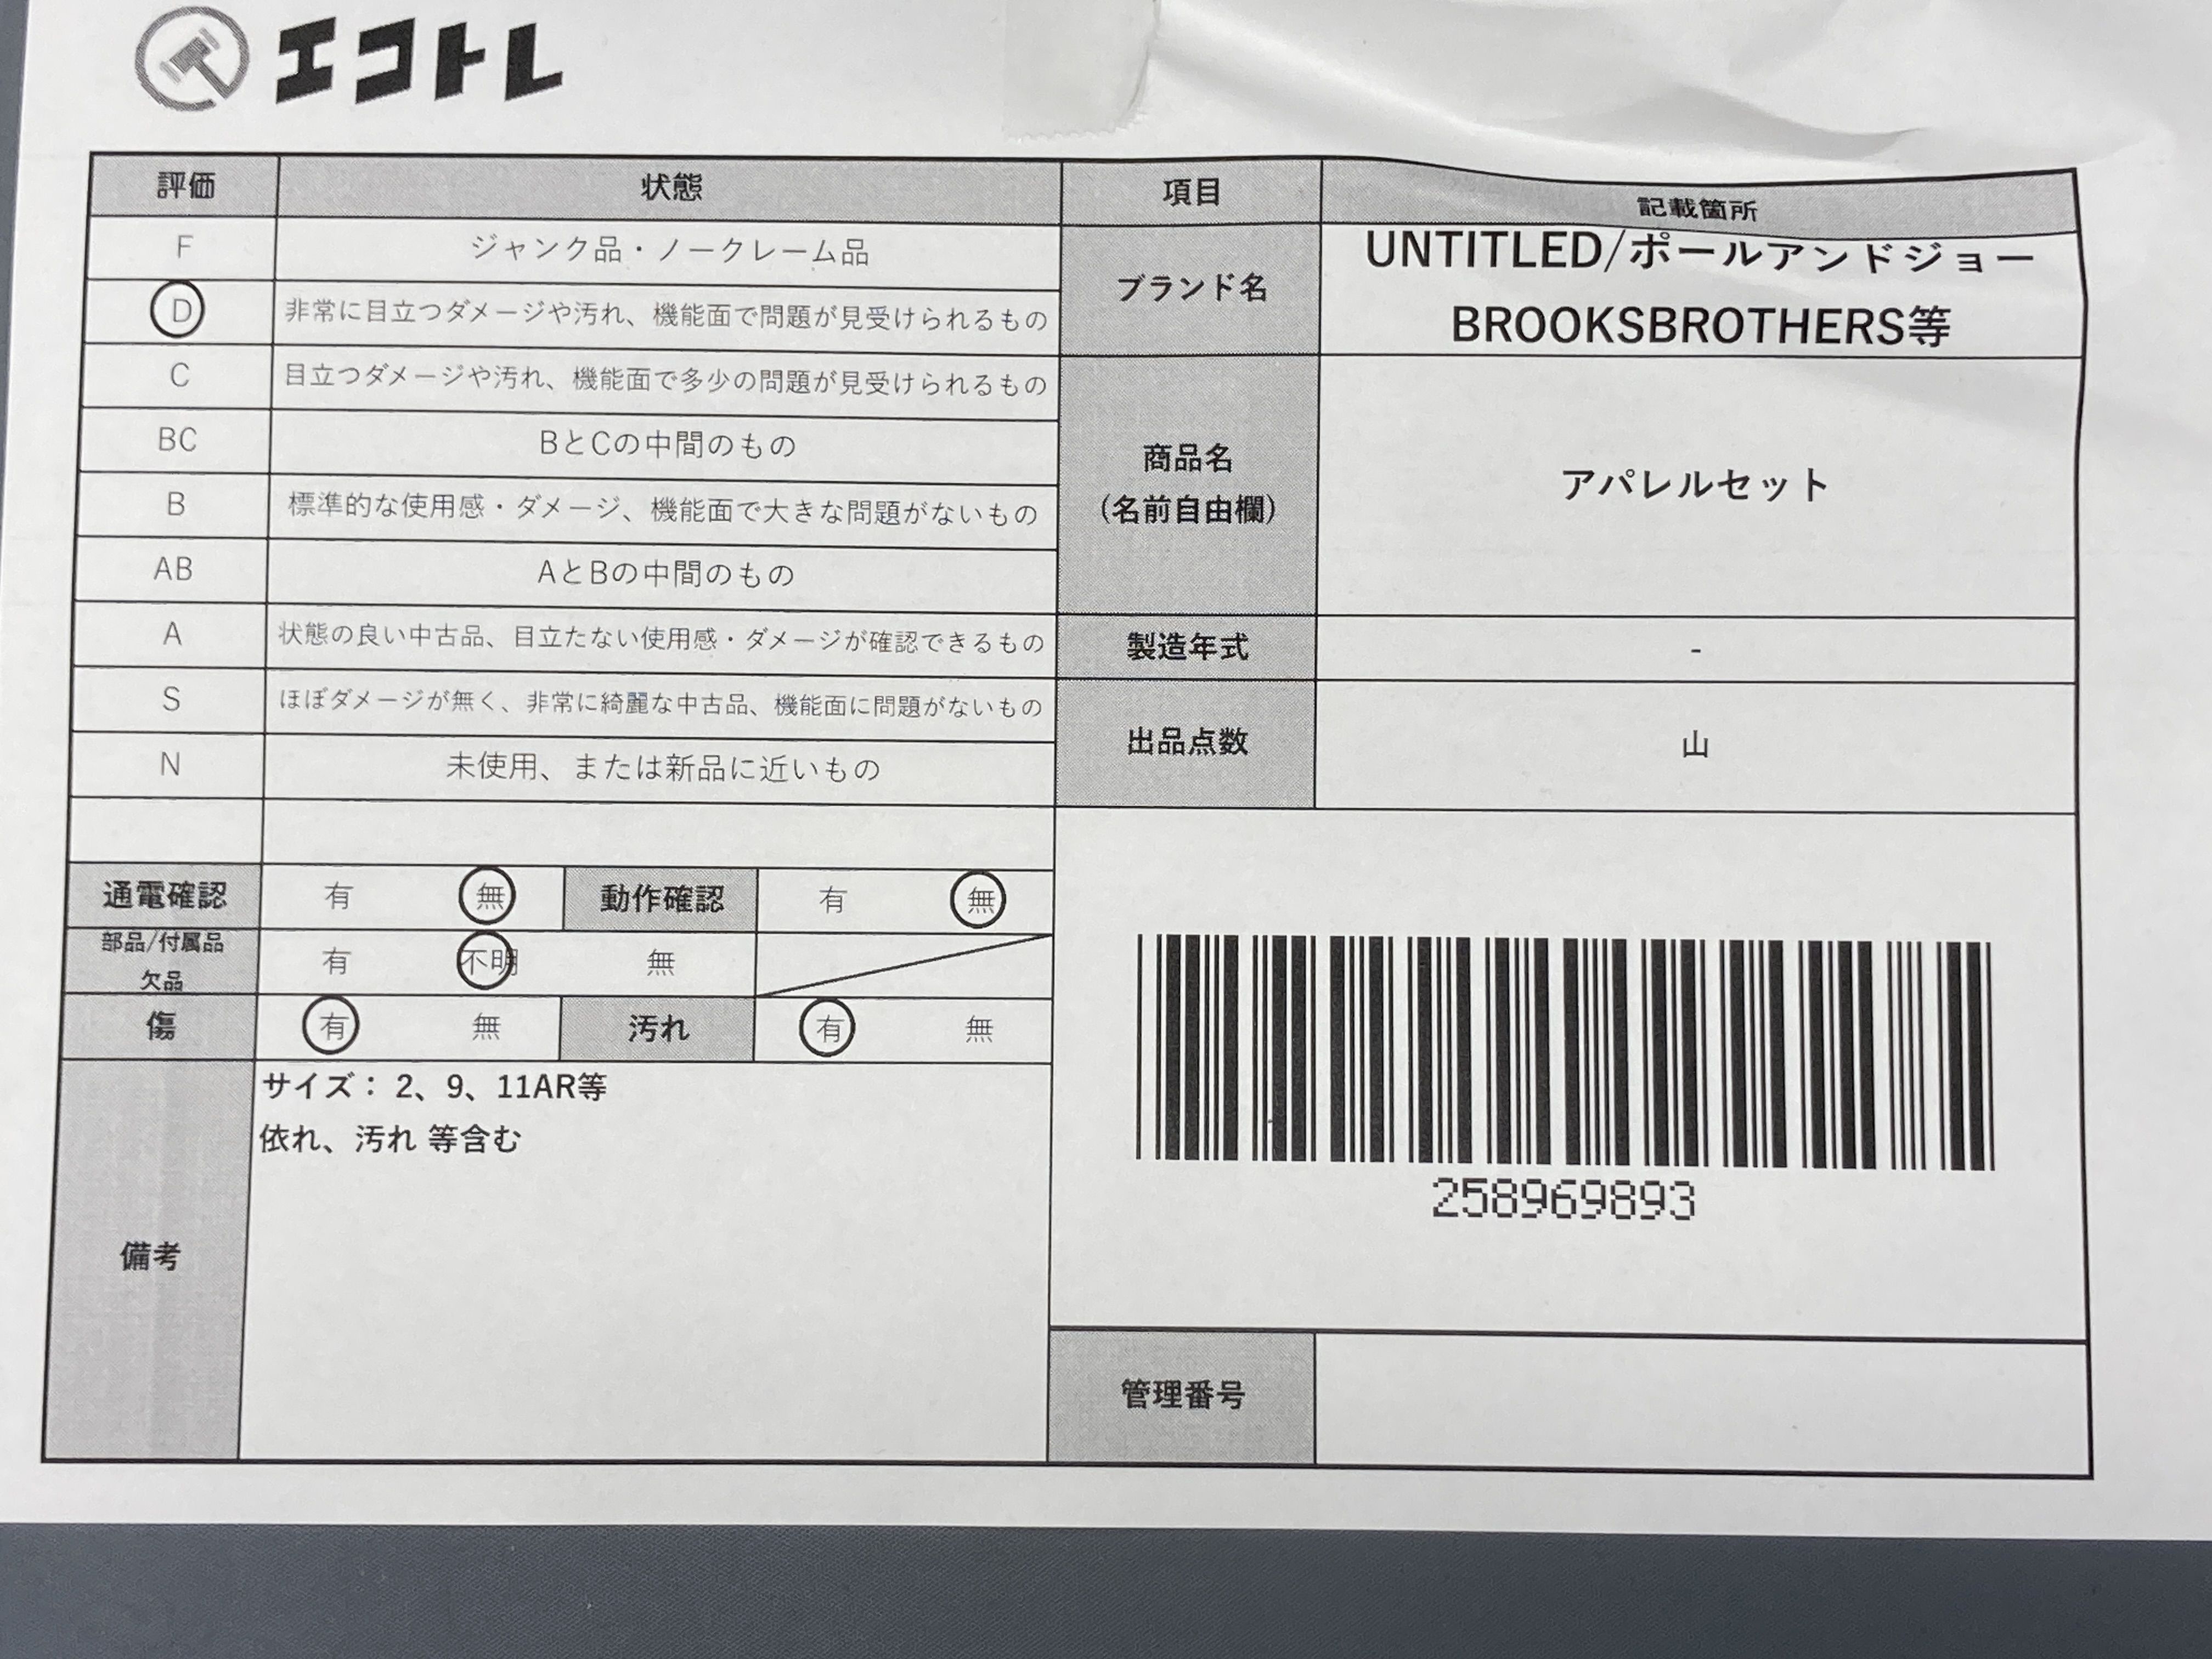 エコトレ
評価 状態
F ジャンク品・ノークレーム品
D 非常に目立つダメージや汚れ、機能面で問題が見受けられるもの
C 目立つダメージや汚れ、機能面で多少の問題が見受けられるもの
BC BとCの中間のもの
B 標準的な使用感・ダメージ、機能面で大きな問題がないもの
AB AとBの中間のもの
A 状態の良い中古品、目立たない使用感・ダメージが確認できるもの
S ほぼダメージが無く、非常に綺麗な中古品、機能面に問題がないもの
N 未使用、または新品に近いもの
通電確認 有 無 動作確認 有 無
部品/付属品
欠品 有 不明 無
傷 有 無 汚れ 有 無
備考
サイズ： 2、9、11AR等
依れ、汚れ 等含む
項目 記載箇所
ブランド名
UNTITLED/ポールアンドジョー
BROOKSBROTHERS等
商品名
(名前自由欄)
アパレルセット
製造年式 -
出品点数 山
258969893
管理番号